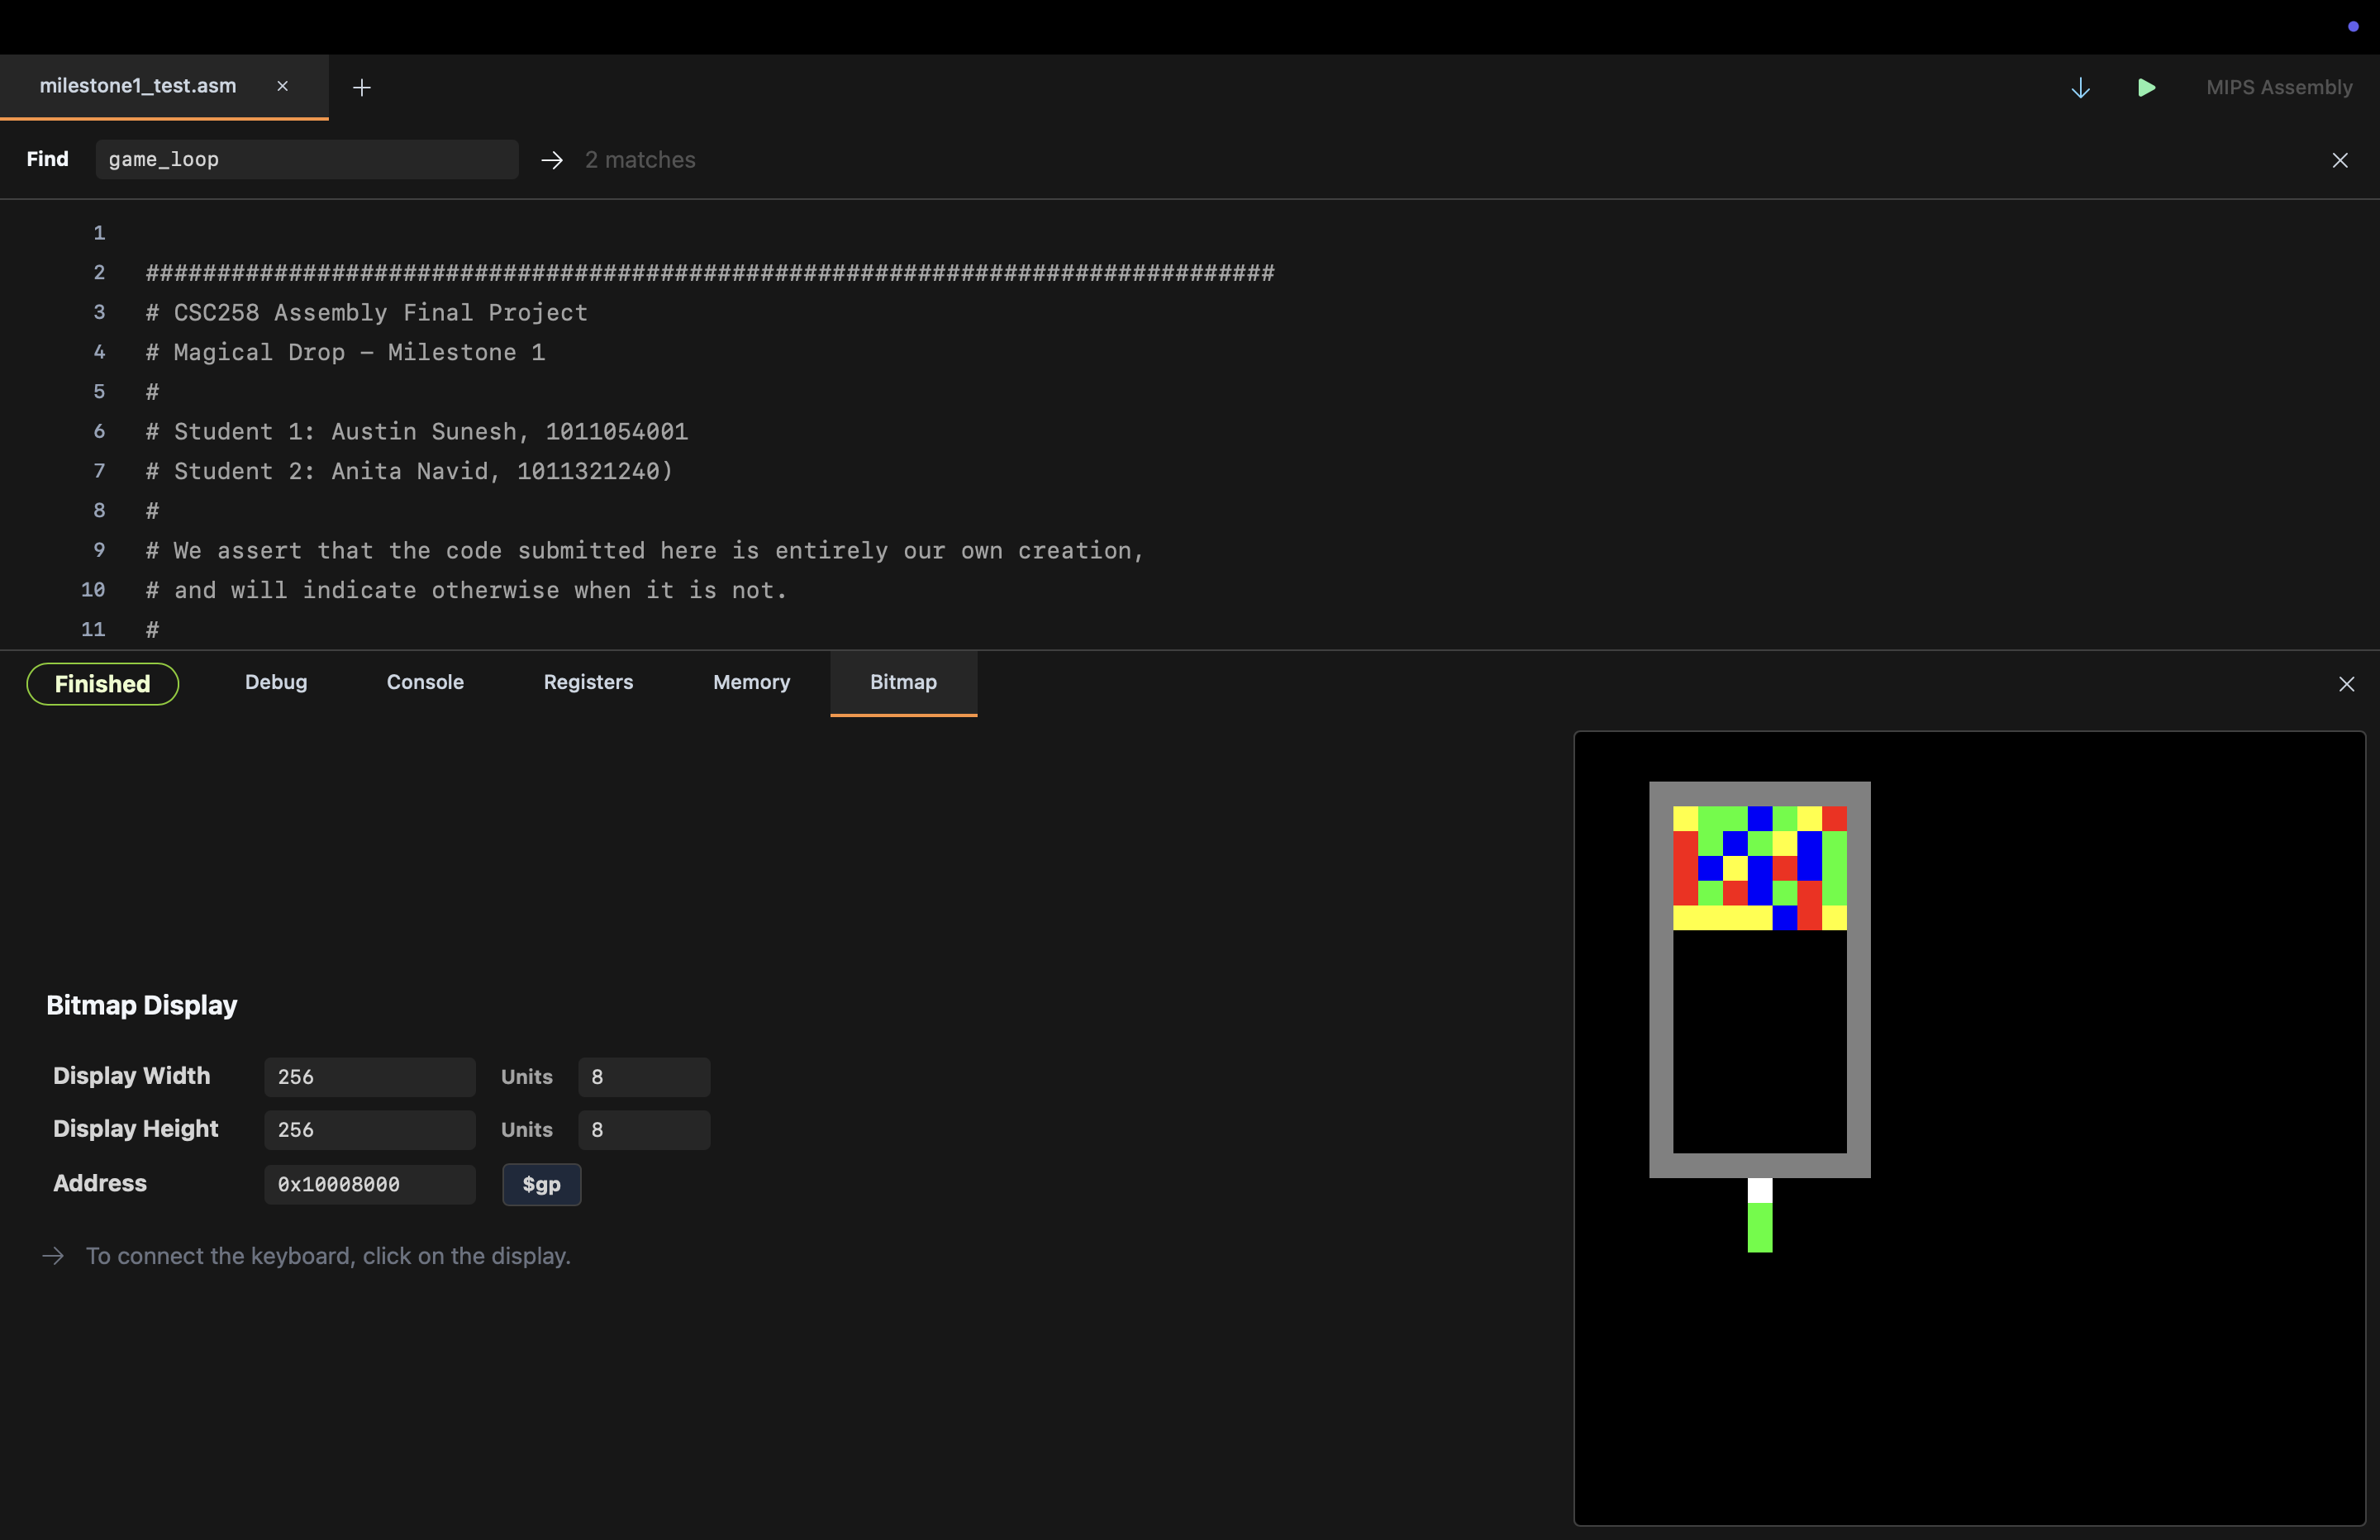 milestone1_test.asm × +
MIPS Assembly
Find game_loop → 2 matches
1
2 ###############################################################################
3 # CSC258 Assembly Final Project
4 # Magical Drop – Milestone 1
5 #
6 # Student 1: Austin Sunesh, 1011054001
7 # Student 2: Anita Navid, 1011321240)
8 #
9 # We assert that the code submitted here is entirely our own creation,
10 # and will indicate otherwise when it is not.
11 #
Finished Debug Console Registers Memory Bitmap
Bitmap Display
Display Width 256 Units 8
Display Height 256 Units 8
Address 0x10008000 $gp
→ To connect the keyboard, click on the display.